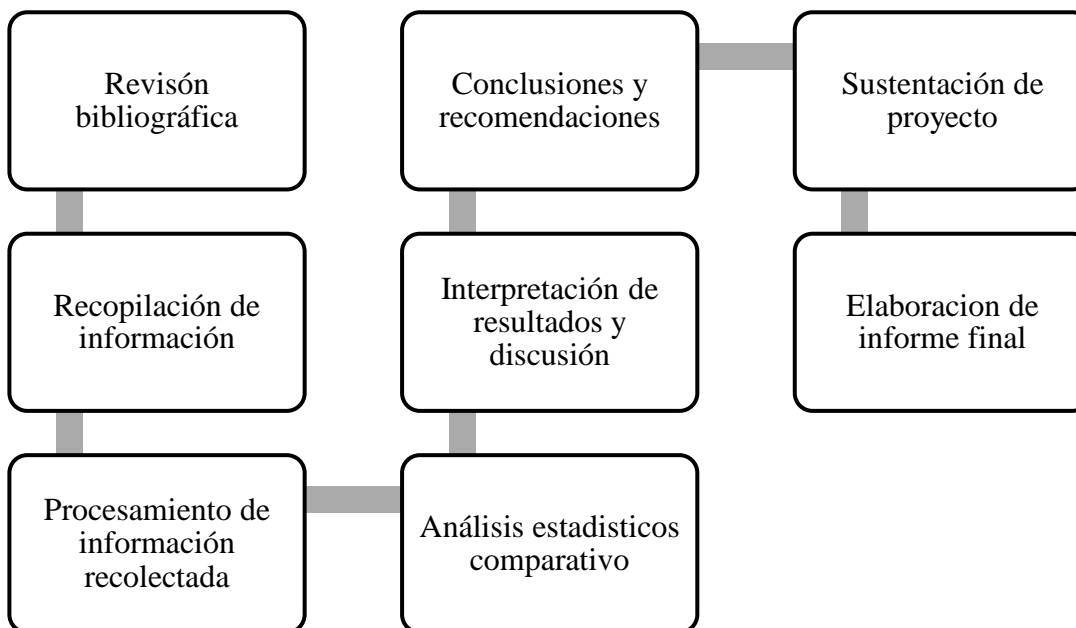 Revisón
bibliográfica
Recopilación de
información
Procesamiento de
información
recolectada
Análisis estadisticos
comparativo
Interpretación de
resultados y
discusión
Conclusiones y
recomendaciones
Sustentación de
proyecto
Elaboracion de
informe final